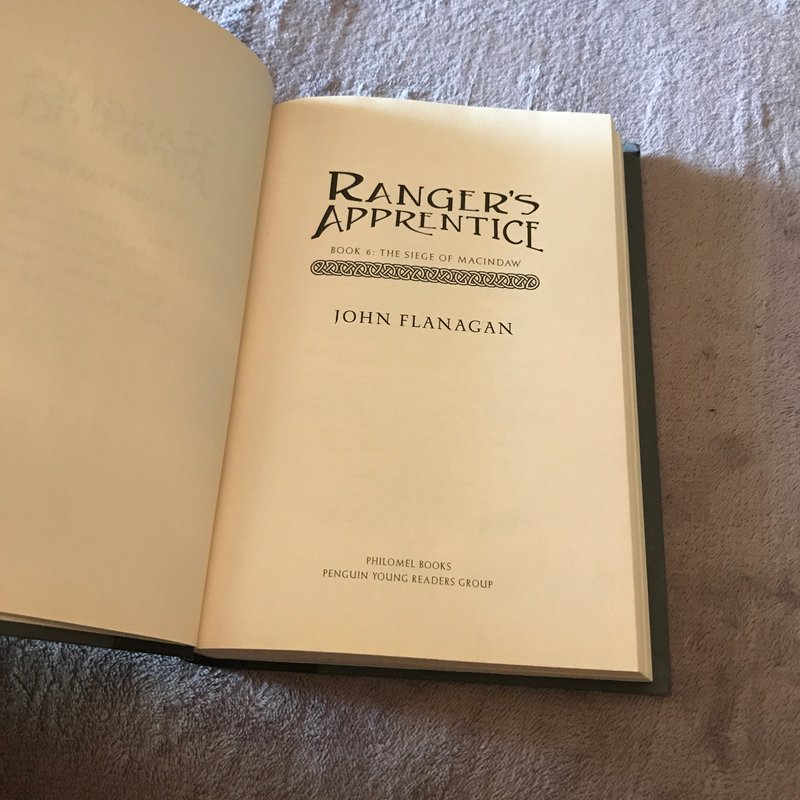 RANGER'S
APPRENTICE
BOOK 6: THE SIEGE OF MACINDAW
JOHN FLANAGAN
PHILOMEL BOOKS
PENGUIN YOUNG READERS GROUP